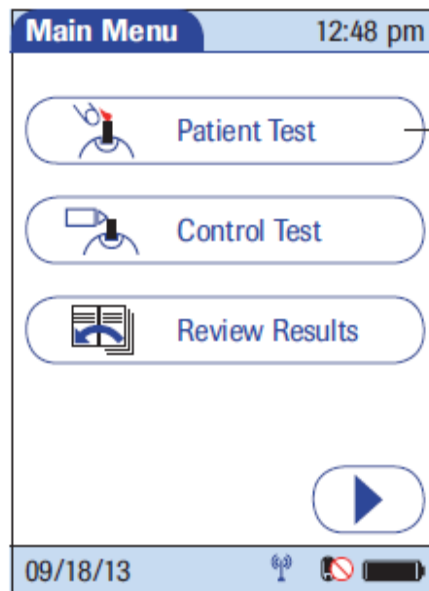 Main Menu 12:48 pm
Patient Test
Control Test
Review Results
09/18/13